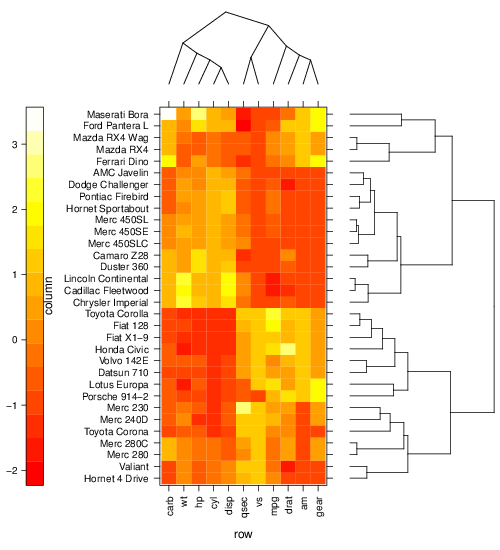 Maserati Bora
Ford Pantera L
Mazda RX4 Wag
Mazda RX4
Ferrari Dino
AMC Javelin
Dodge Challenger
Pontiac Firebird
Hornet Sportabout
Merc 450SL
Merc 450SE
Merc 450SLC
Camaro Z28
Duster 360
Lincoln Continental
Cadillac Fleetwood
Chrysler Imperial
Toyota Corolla
Fiat 128
Fiat X1−9
Honda Civic
Volvo 142E
Datsun 710
Lotus Europa
Porsche 914−2
Merc 230
Merc 240D
Toyota Corona
Merc 280C
Merc 280
Valiant
Hornet 4 Drive
3
2
1
0
−1
−2
column
carb wt hp cyl disp qsec vs mpg drat am gear
row